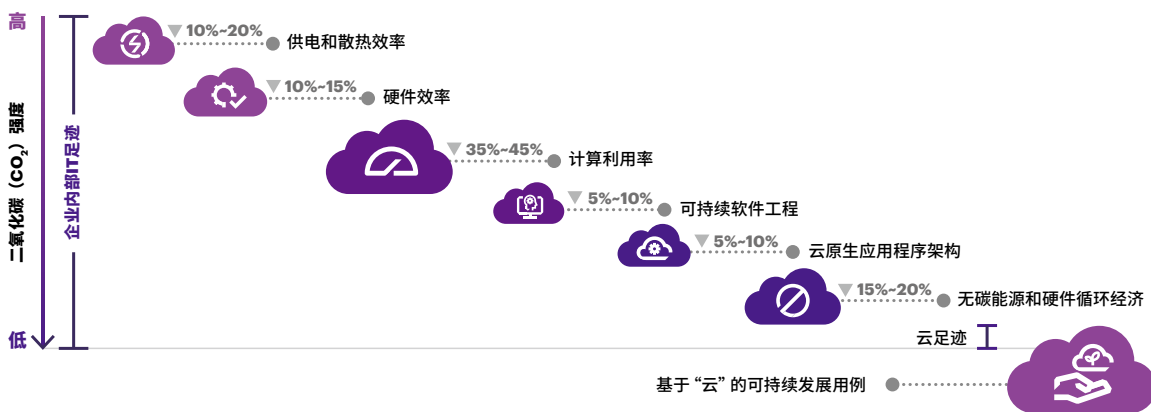 高
10%~20%
供电和散热效率
10%~15%
硬件效率
35%~45%
计算利用率
5%~10%
可持续软件工程
5%~10%
云原生应用程序架构
15%~20%
无碳能源和硬件循环经济
二氧化碳（CO₂）强度
企业内部IT足迹
低
云足迹
基于“云”的可持续发展用例